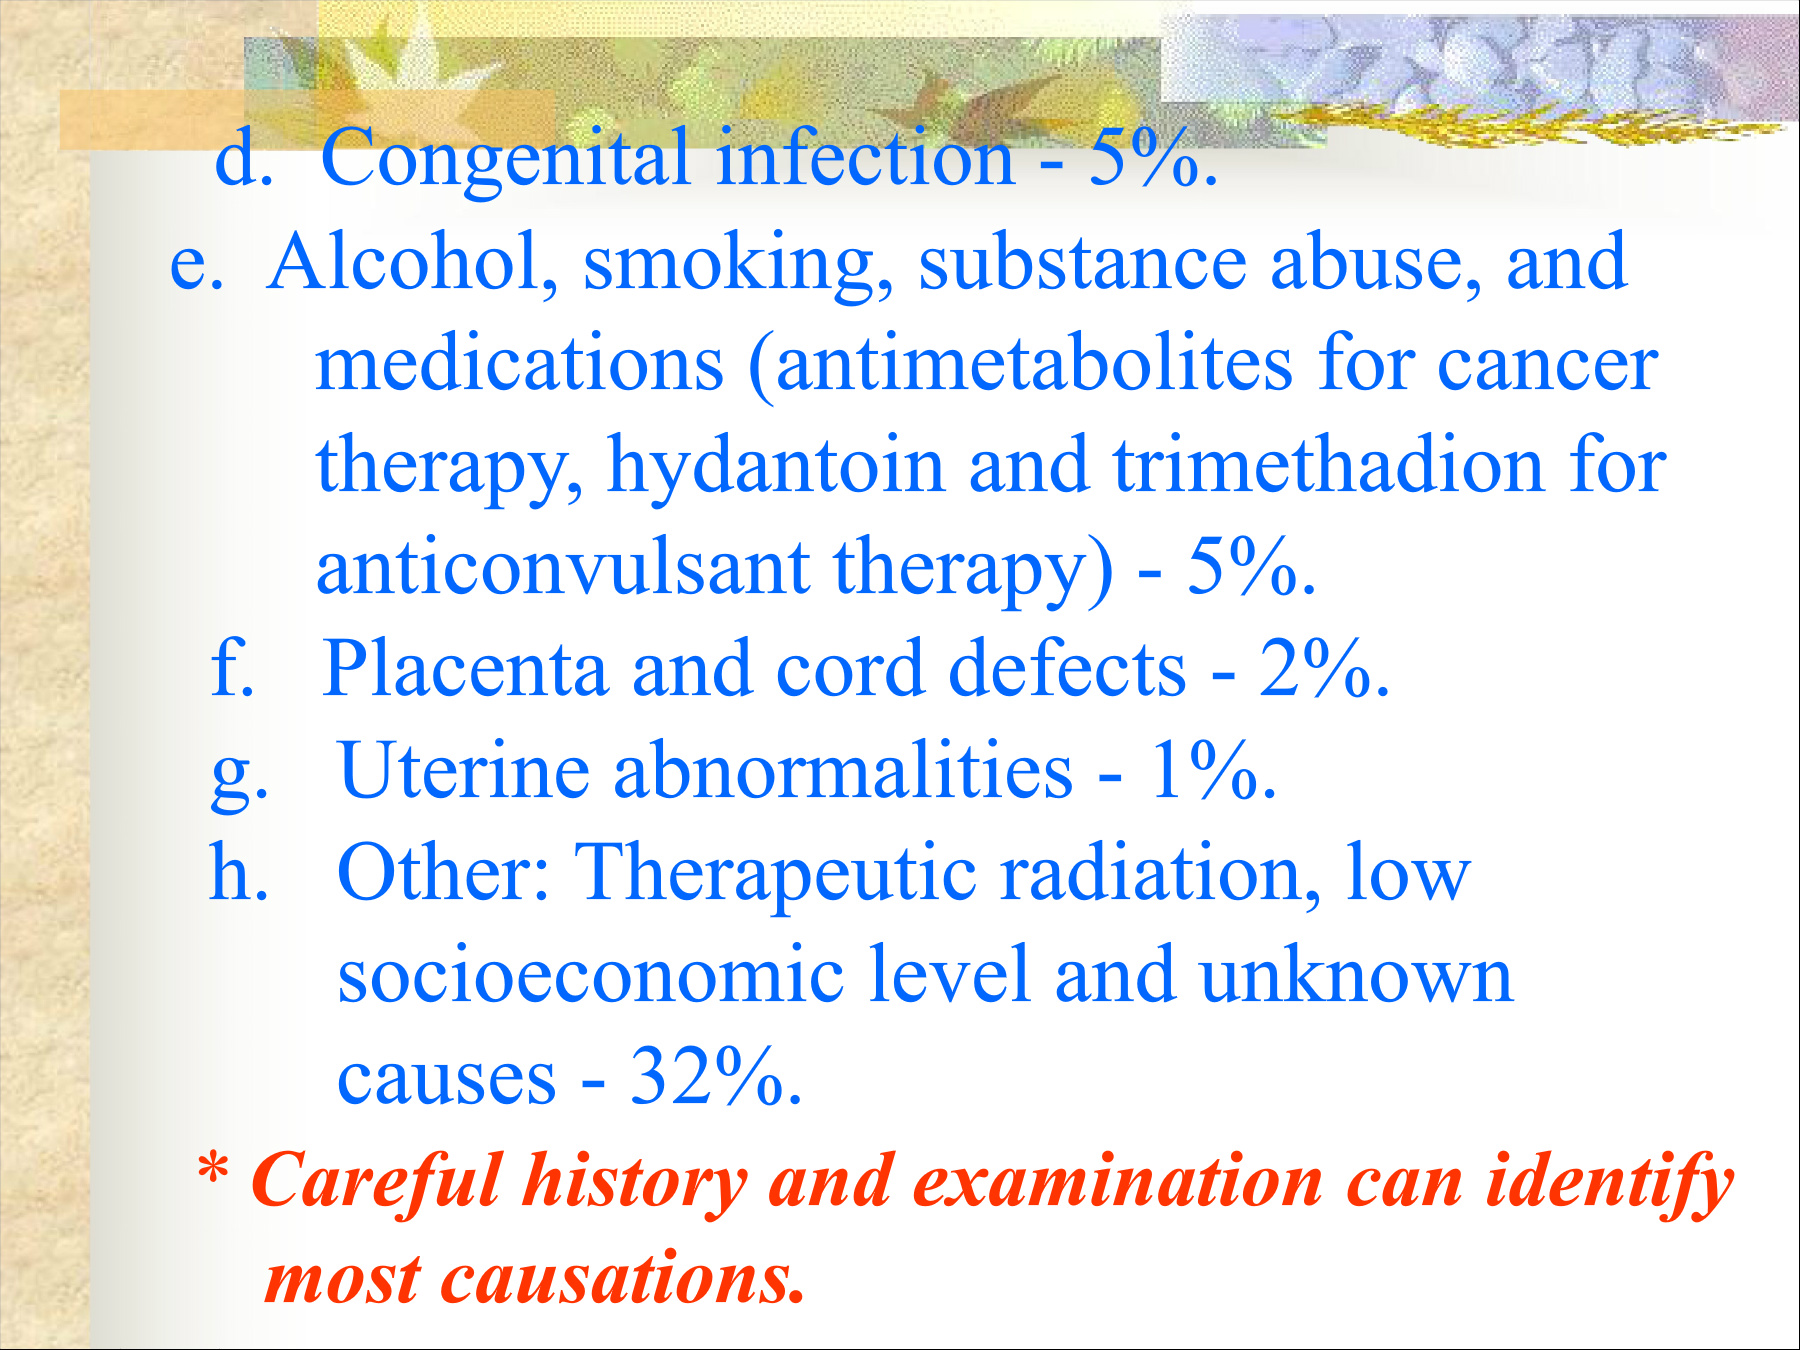 d. Congenital infection - 5%.
e. Alcohol, smoking, substance abuse, and
medications (antimetabolites for cancer
therapy, hydantoin and trimethadion for
anticonvulsant therapy) - 5%.
f. Placenta and cord defects - 2%.
g. Uterine abnormalities - 1%.
h. Other: Therapeutic radiation, low
socioeconomic level and unknown
causes - 32%.
* Careful history and examination can identify
most causations.